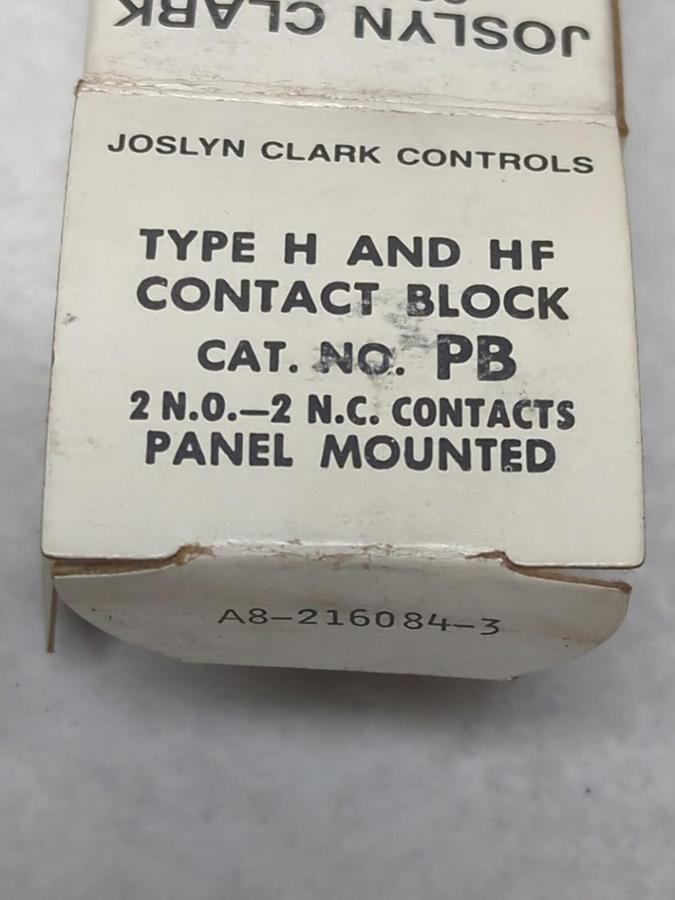 JOSLYN CLARK
JOSLYN CLARK CONTROLS
TYPE H AND HF
CONTACT BLOCK
CAT. NO. PB
2 N.O.—2 N.C. CONTACTS
PANEL MOUNTED
A8-216084-3